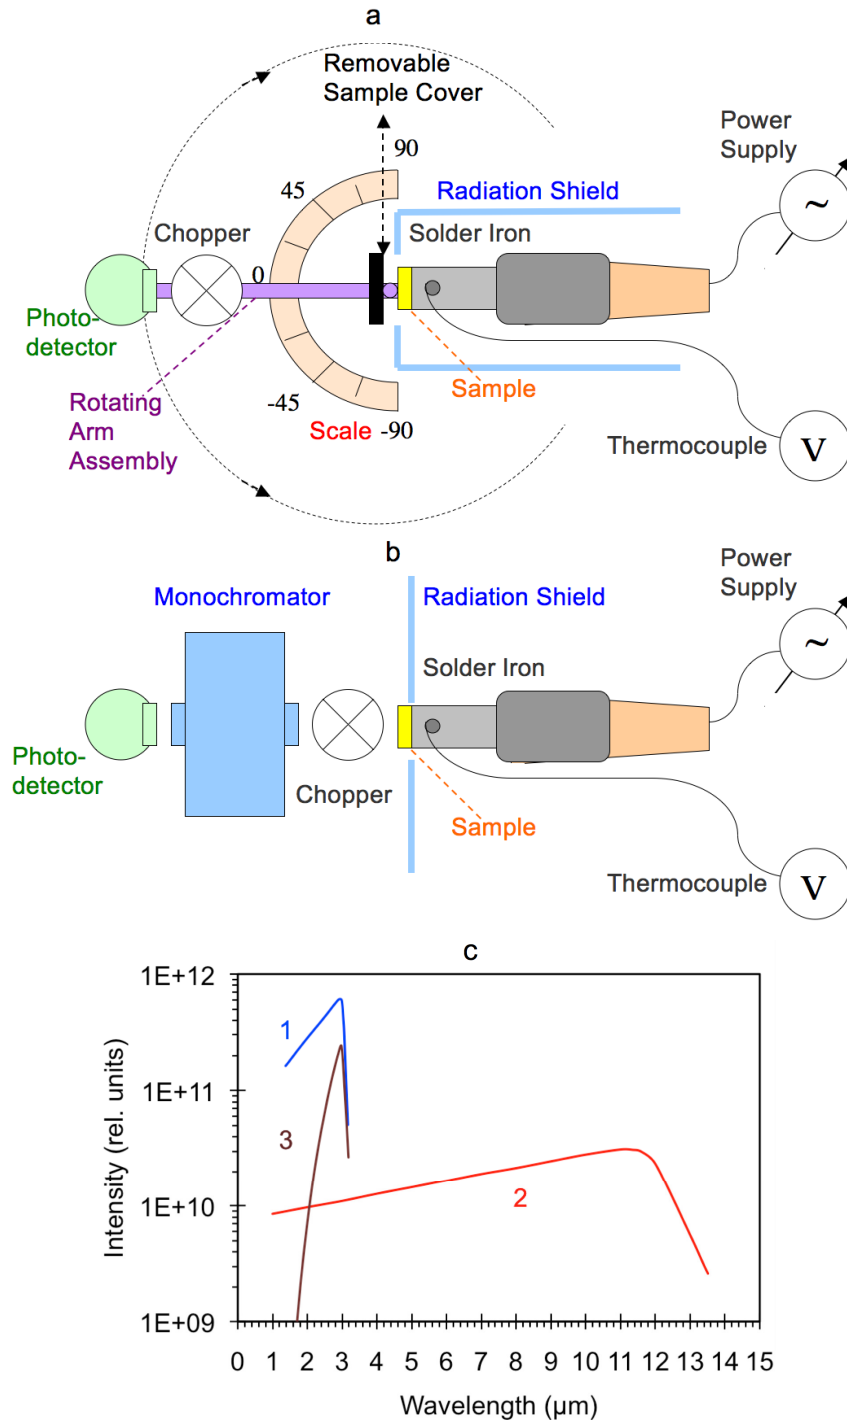 a
Removable
Sample Cover
90
Power
Supply
45
Radiation Shield
~
Chopper
Solder Iron
0
Photo-
detector
Sample
Rotating
Arm
Assembly
-45
Scale
-90
Thermocouple
V
b
Power
Supply
Monochromator
Radiation Shield
~
Solder Iron
Photo-
detector
Chopper
Sample
Thermocouple
V
c
1E+12
1
1E+11
3
2
1E+10
1E+09
Intensity (rel. units)
0 1 2 3 4 5 6 7 8 9 10 11 12 13 14 15
Wavelength (μm)